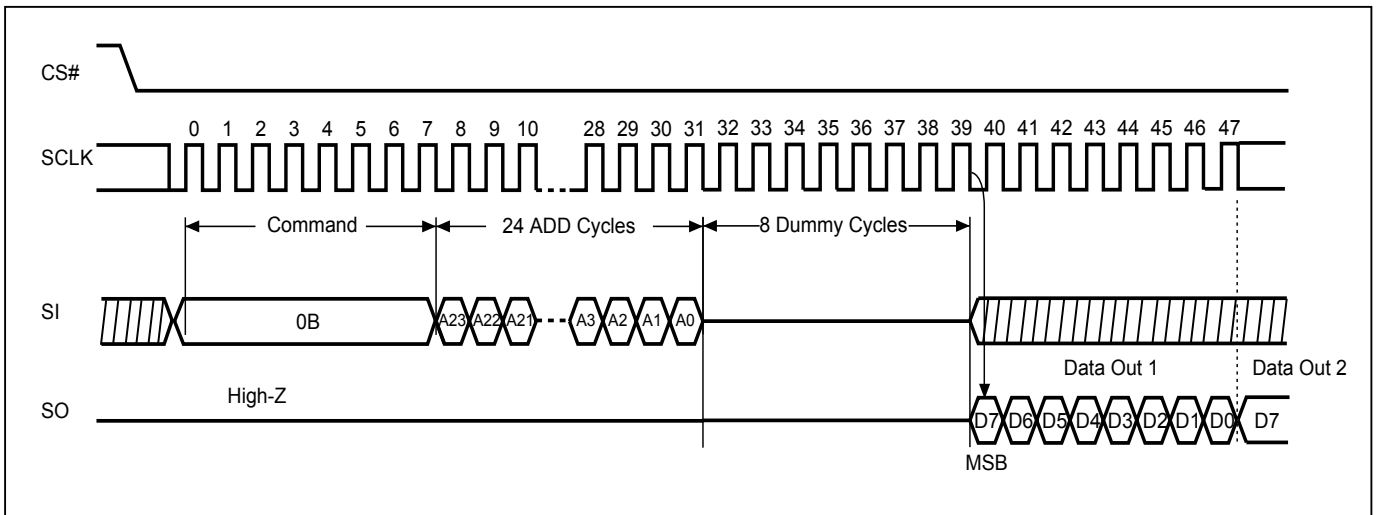 CS#
0 1 2 3 4 5 6 7 8 9 10 28 29 30 31 32 33 34 35 36 37 38 39 40 41 42 43 44 45 46 47
SCLK
Command 24 ADD Cycles 8 Dummy Cycles
SI 0B A23 A22 A21 A3 A2 A1 A0
Data Out 1 Data Out 2
High-Z
SO D7 D6 D5 D4 D3 D2 D1 D0 D7
MSB